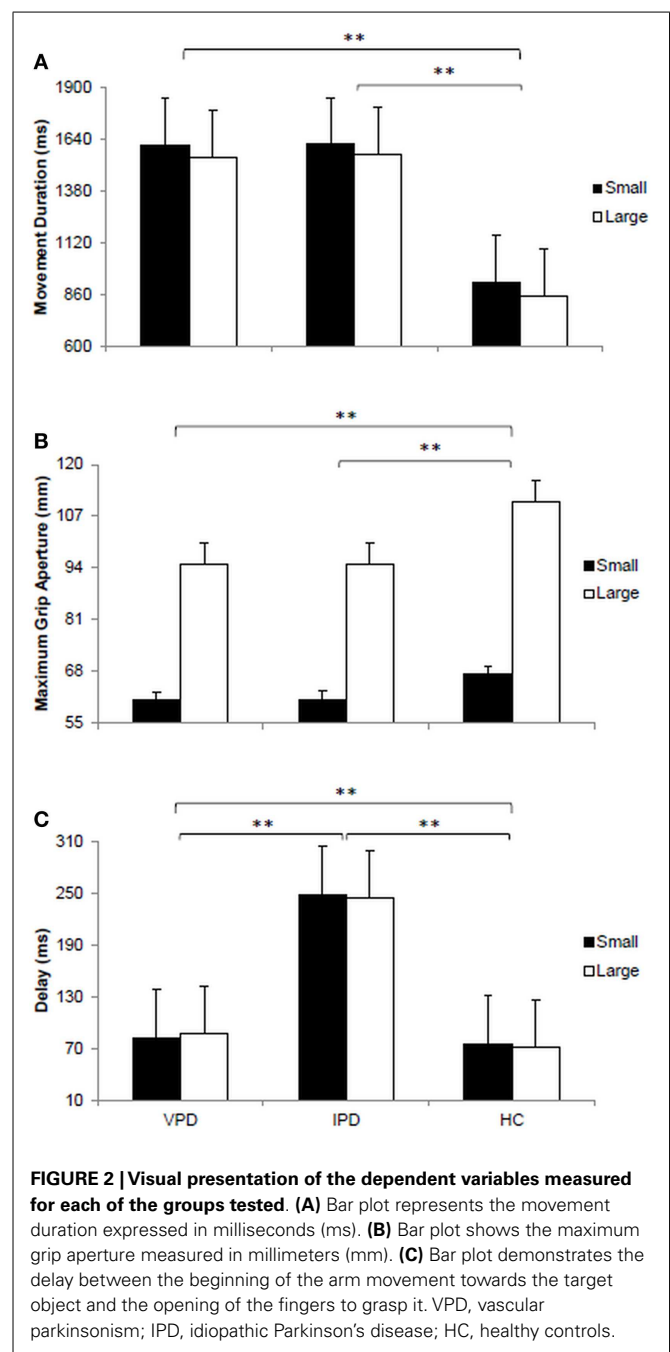 **
A
**
1900
1640
1380
1120
860
600
Movement Duration (ms)
Small
Large
**
B
**
120
107
94
81
68
55
Maximum Grip Aperture (mm)
Small
Large
**
C
**
**
310
250
190
130
70
10
Delay (ms)
Small
Large
VPD
IPD
HC
FIGURE 2 | Visual presentation of the dependent variables measured
for each of the groups tested. (A) Bar plot represents the movement
duration expressed in milliseconds (ms). (B) Bar plot shows the maximum
grip aperture measured in millimeters (mm). (C) Bar plot demonstrates the
delay between the beginning of the arm movement towards the target
object and the opening of the fingers to grasp it. VPD, vascular
parkinsonism; IPD, idiopathic Parkinson's disease; HC, healthy controls.